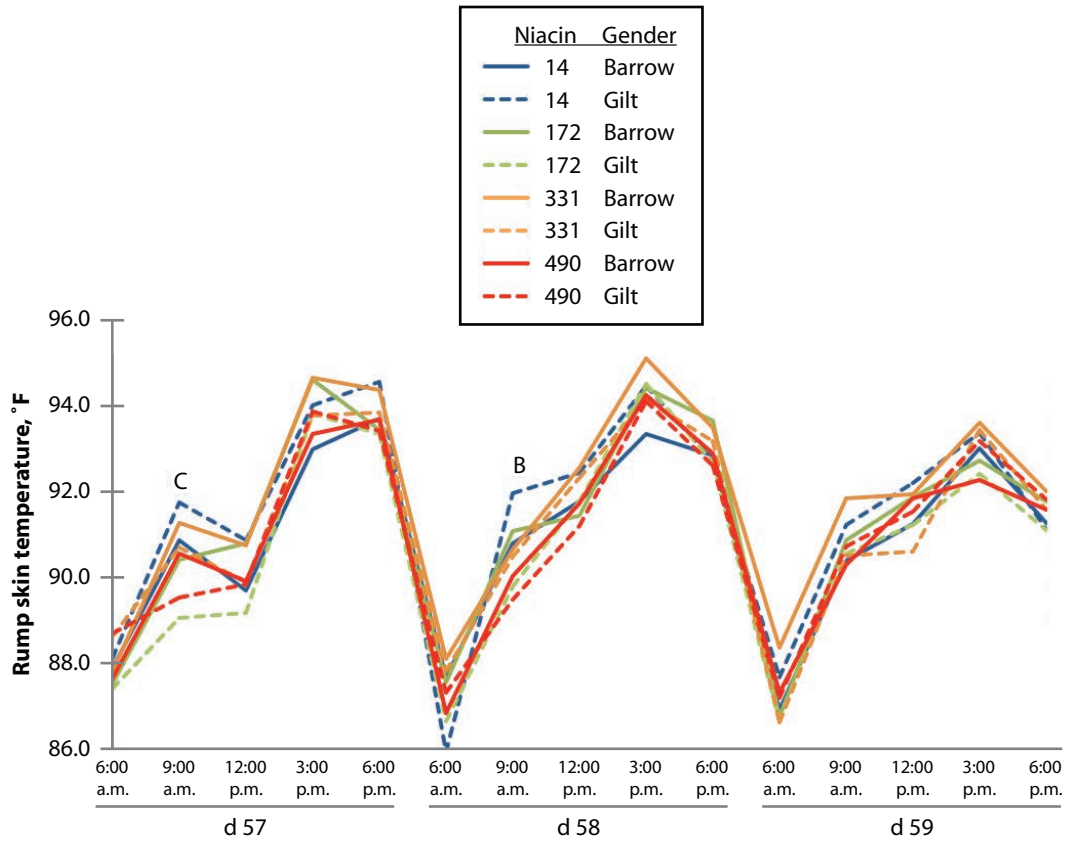 Niacin Gender
14 Barrow
14 Gilt
172 Barrow
172 Gilt
331 Barrow
331 Gilt
490 Barrow
490 Gilt
Rump skin temperature, ˚F
96.0
94.0
92.0
90.0
88.0
86.0
C
B
6:00 9:00 12:00 3:00 6:00 6:00 9:00 12:00 3:00 6:00 6:00 9:00 12:00 3:00 6:00
a.m. a.m. p.m. p.m. p.m. a.m. a.m. p.m. p.m. p.m. a.m. a.m. p.m. p.m. p.m.
d 57 d 58 d 59